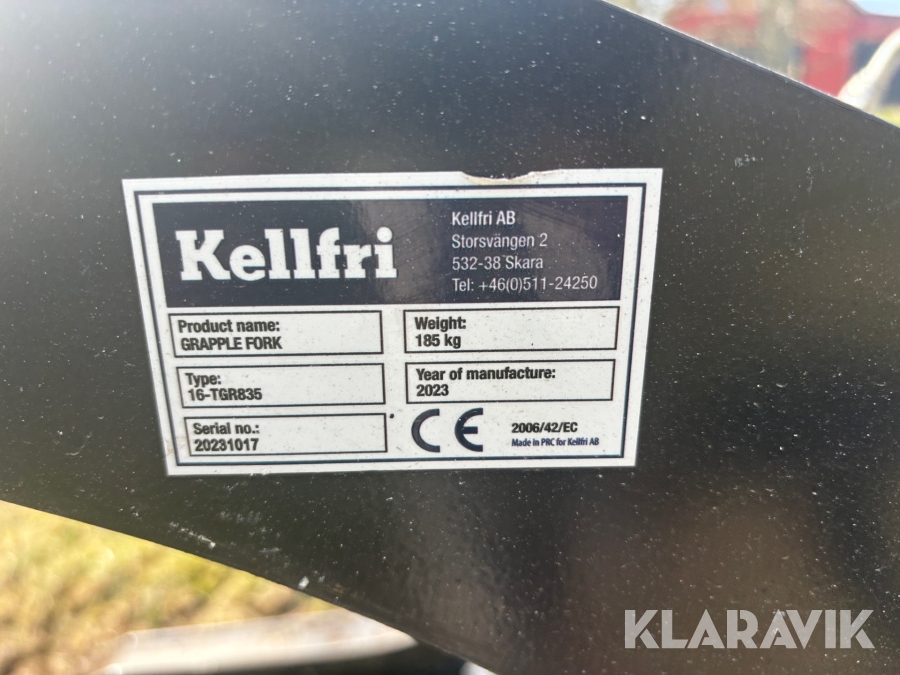 Kellfri
Kellfri AB
Storsvängen 2
532-38 Skara
Tel: +46(0)511-24250
Product name:
GRAPPLE FORK
Weight:
185 kg
Type:
16-TGR835
Year of manufacture:
2023
Serial no.:
20231017
CE
2006/42/EC
Made in PRC for Kellfri AB
KLARAVIK